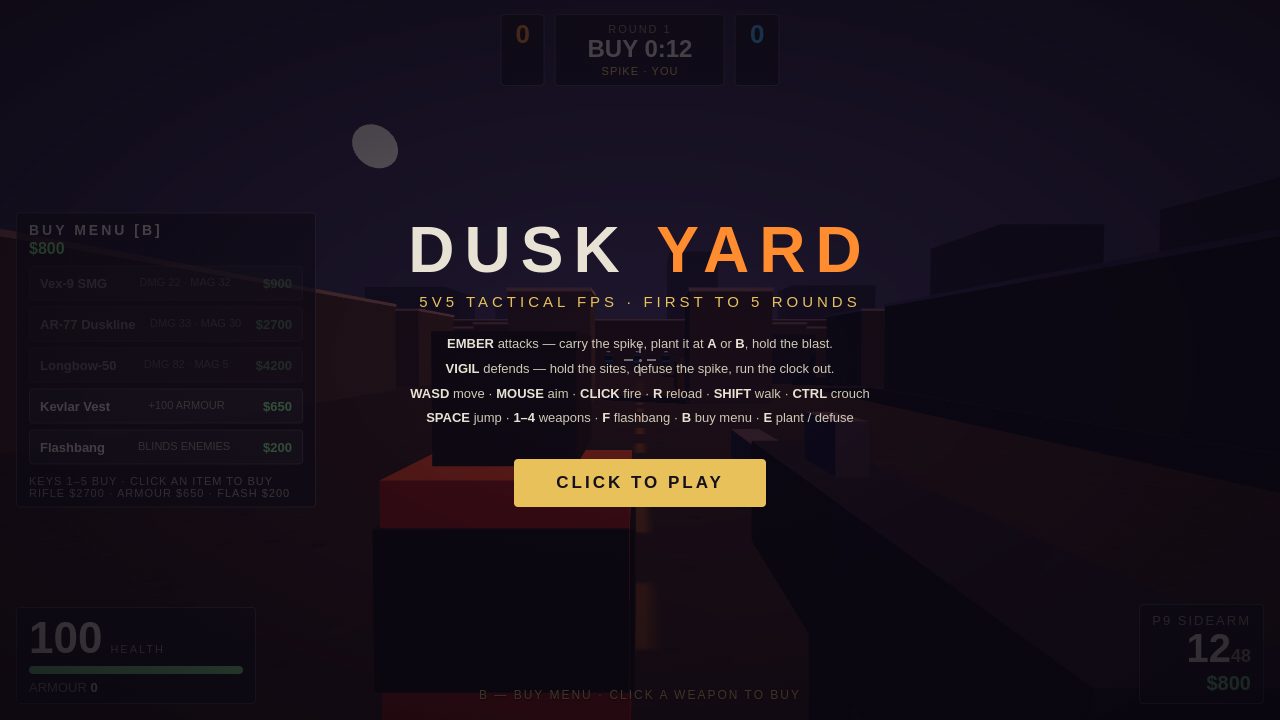 0
ROUND 1
BUY 0:12
SPIKE · YOU
0
BUY MENU [B]
$800
Vex-9 SMG DMG 22 · MAG 32 $900
AR-77 Duskline DMG 33 · MAG 30 $2700
Longbow-50 DMG 82 · MAG 5 $4200
Kevlar Vest +100 ARMOUR $650
Flashbang BLINDS ENEMIES $200
KEYS 1–5 BUY · CLICK AN ITEM TO BUY
RIFLE $2700 · ARMOUR $650 · FLASH $200
DUSK YARD
5V5 TACTICAL FPS · FIRST TO 5 ROUNDS
EMBER attacks — carry the spike, plant it at A or B, hold the blast.
VIGIL defends — hold the sites, defuse the spike, run the clock out.
WASD move · MOUSE aim · CLICK fire · R reload · SHIFT walk · CTRL crouch
SPACE jump · 1–4 weapons · F flashbang · B buy menu · E plant / defuse
CLICK TO PLAY
100 HEALTH
ARMOUR 0
B — BUY MENU · CLICK A WEAPON TO BUY
P9 SIDEARM
12 48
$800